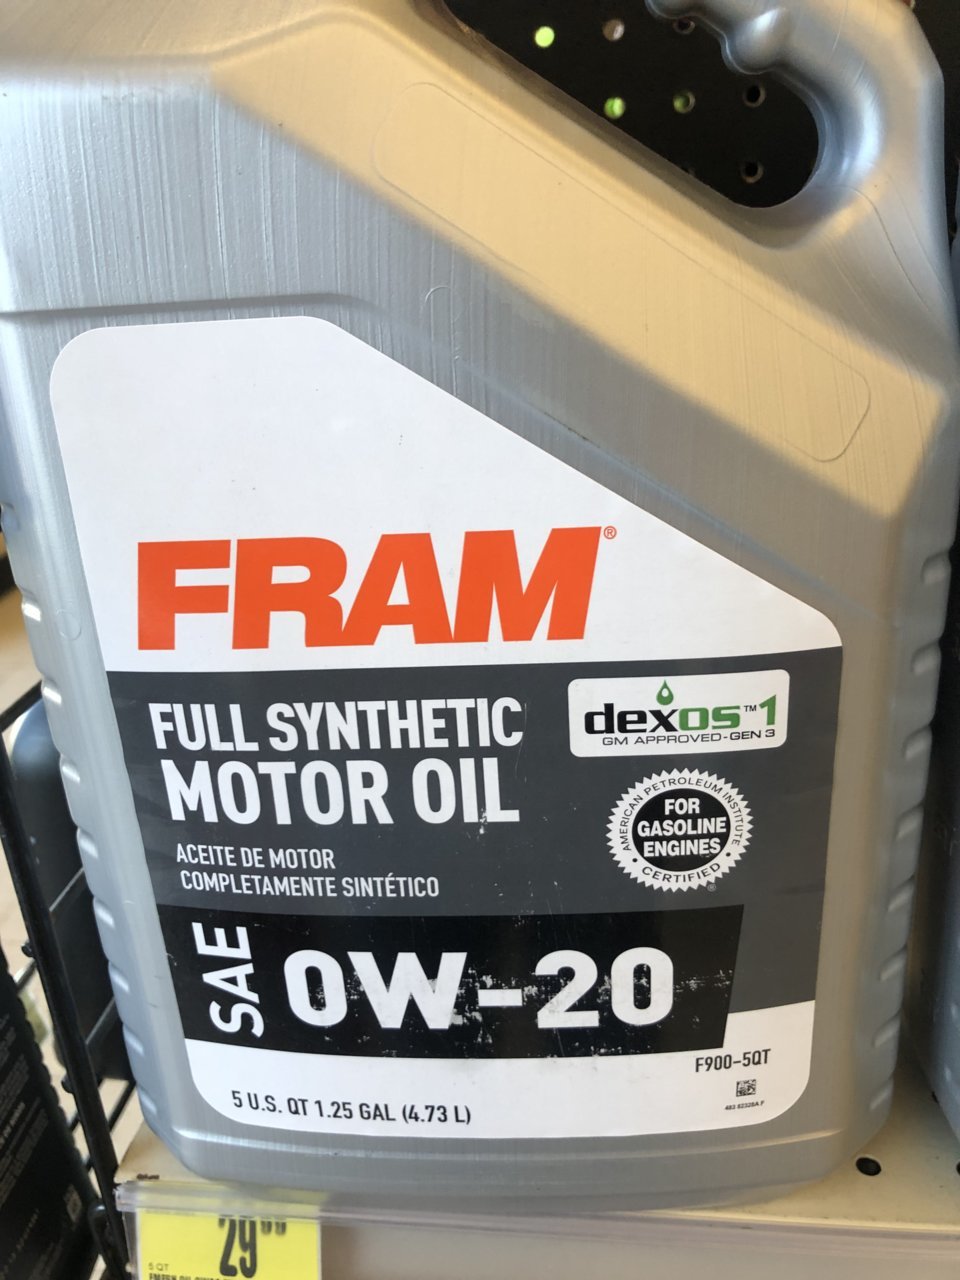 FRAM®
FULL SYNTHETIC
MOTOR OIL
ACEITE DE MOTOR
COMPLETAMENTE SINTÉTICO
dexos™1
GM APPROVED-GEN 3
AMERICAN PETROLEUM INSTITUTE
FOR
GASOLINE
ENGINES
CERTIFIED
®
SAE 0W-20
F900-5QT
5 U.S. QT 1.25 GAL (4.73 L)
29⁹⁹
5 QT